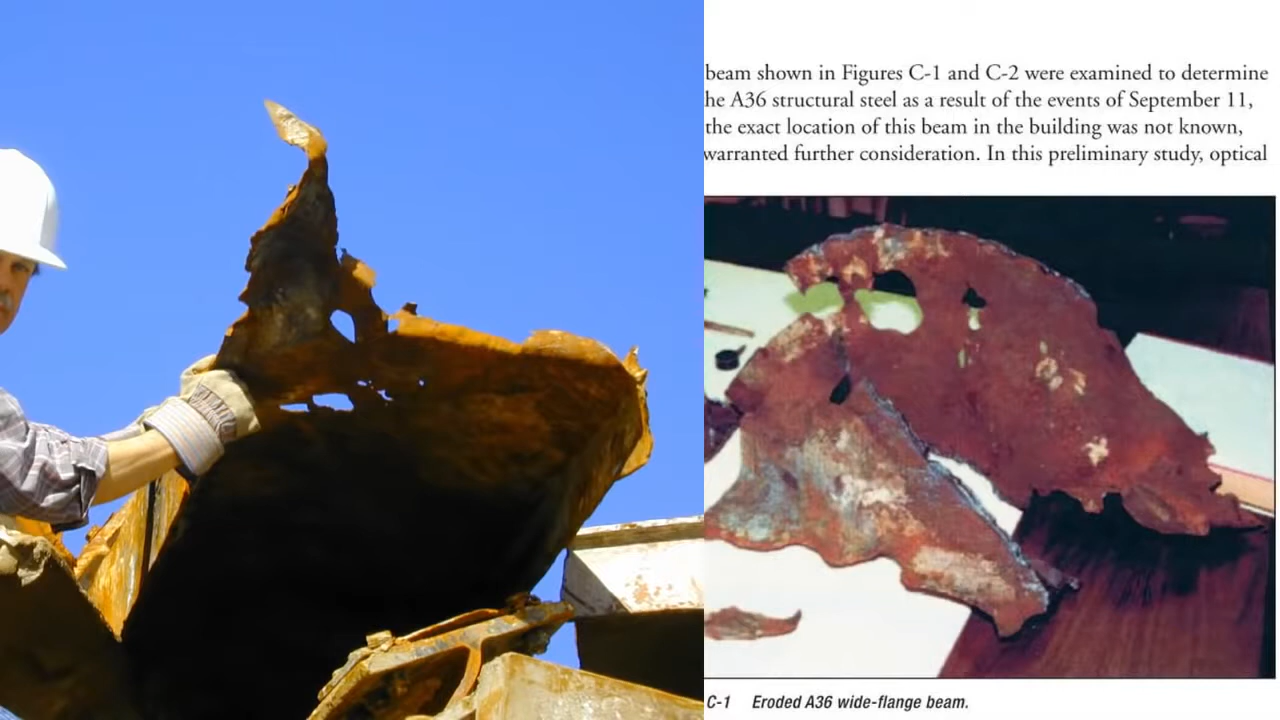 beam shown in Figures C-1 and C-2 were examined to determine
he A36 structural steel as a result of the events of September 11,
the exact location of this beam in the building was not known,
warranted further consideration. In this preliminary study, optical
C-1 Eroded A36 wide-flange beam.